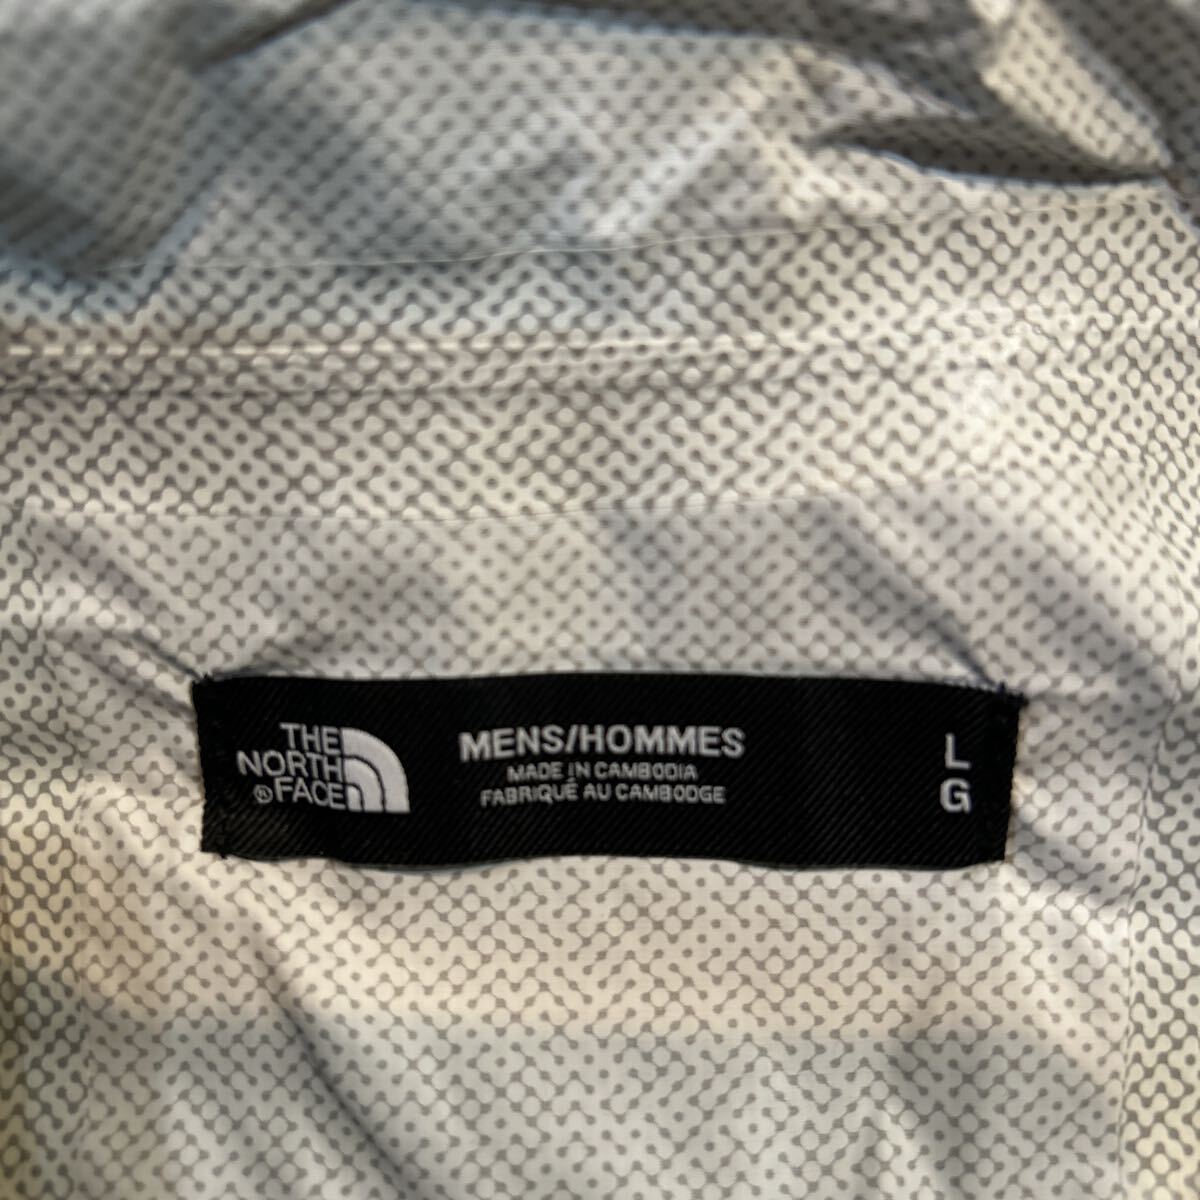 THE
NORTH
® FACE
MENS/HOMMES
MADE IN CAMBODIA
FABRIQUÉ AU CAMBODGE
L
G